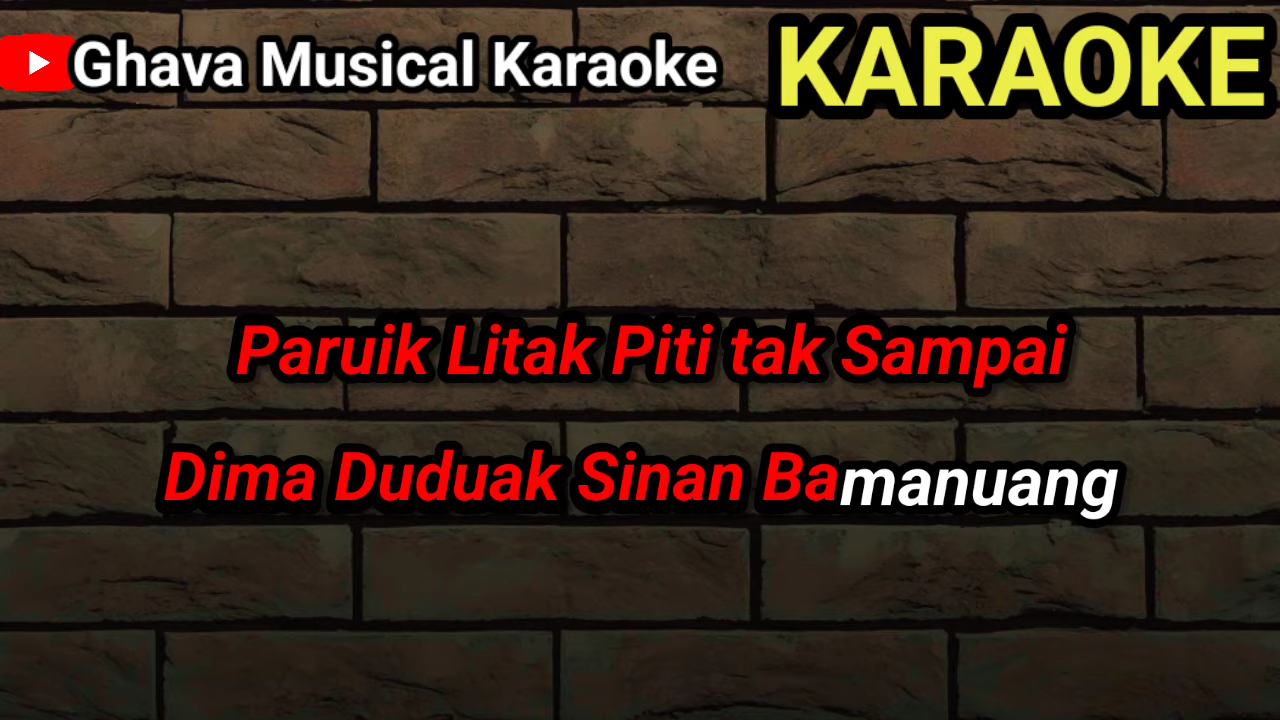 Ghava Musical Karaoke
KARAOKE
Paruik Litak Piti tak Sampai
Dima Duduak Sinan Bamanuang